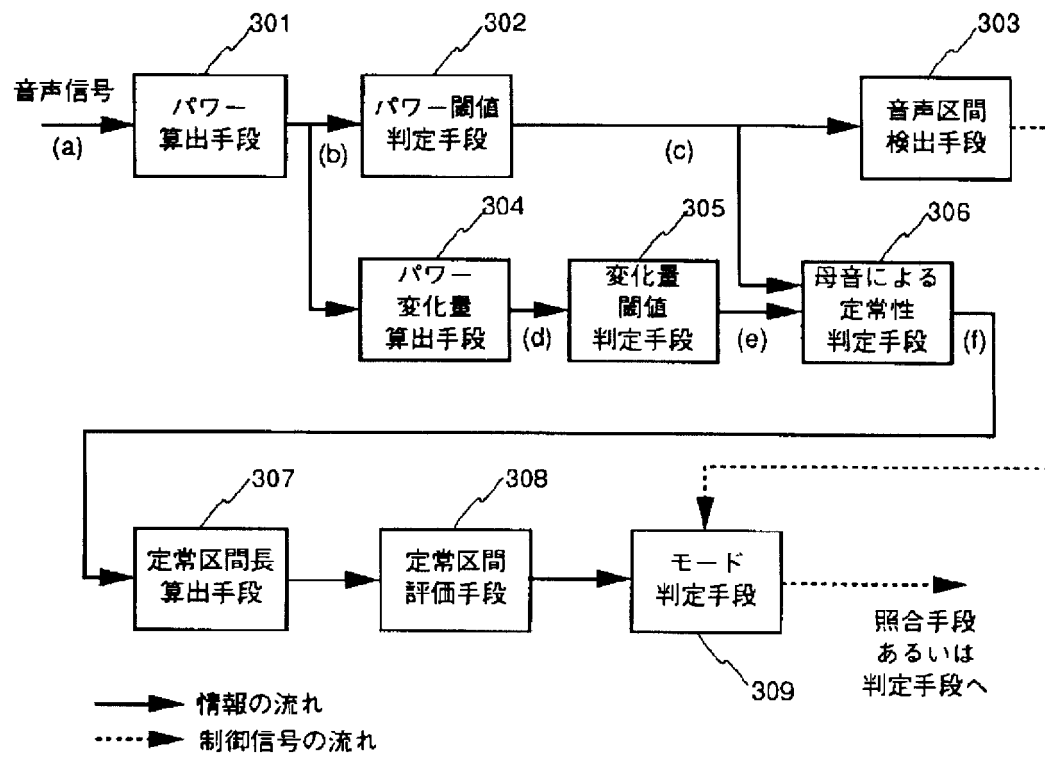 301
302
303
音声信号
(a)
パワー
算出手段
(b)
パワー閾値
判定手段
(c)
音声区間
検出手段
304
305
306
パワー
変化量
算出手段
(d)
変化量
閾値
判定手段
(e)
母音による
定常性
判定手段
(f)
307
308
定常区間長
算出手段
定常区間
評価手段
モード
判定手段
309
照合手段
あるいは
判定手段へ
情報の流れ
制御信号の流れ